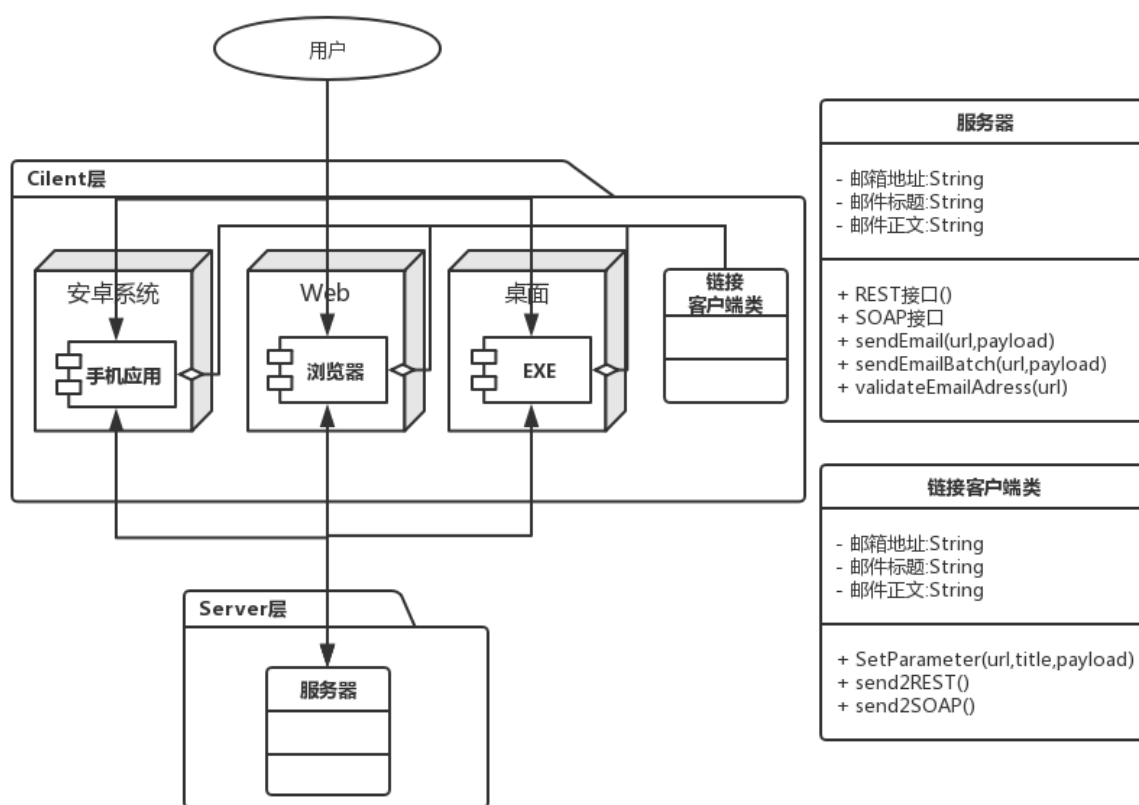 用户
Cilent层
安卓系统
手机应用
Web
浏览器
桌面
EXE
链接
客户端类
Server层
服务器
服务器
- 邮箱地址:String
- 邮件标题:String
- 邮件正文:String
+ REST接口()
+ SOAP接口
+ sendEmail(url,payload)
+ sendEmailBatch(url,payload)
+ validateEmailAdress(url)
链接客户端类
- 邮箱地址:String
- 邮件标题:String
- 邮件正文:String
+ SetParameter(url,title,payload)
+ send2REST()
+ send2SOAP()